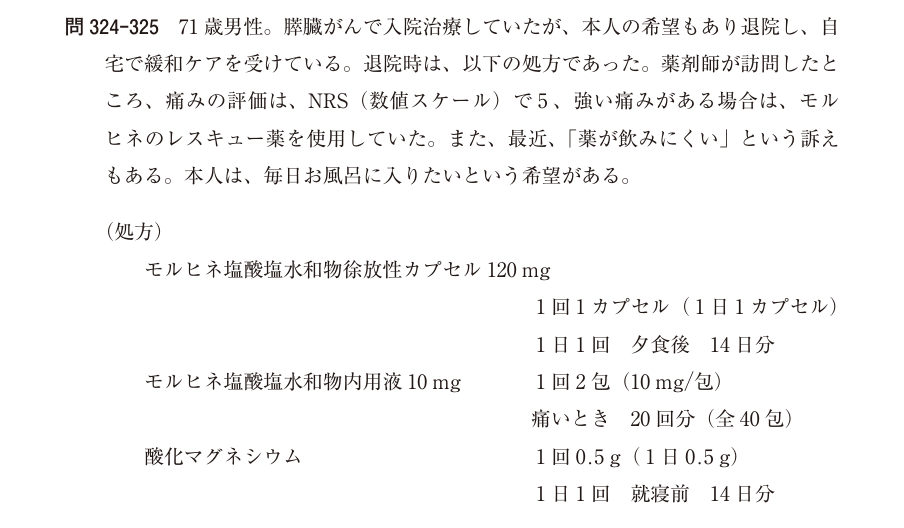 問 324-325 71 歳男性。膵臓がんで入院治療していたが、本人の希望もあり退院し、自
宅で緩和ケアを受けている。退院時は、以下の処方であった。薬剤師が訪問したと
ころ、痛みの評価は、NRS（数値スケール）で5、強い痛みがある場合は、モル
ヒネのレスキュー薬を使用していた。また、最近、「薬が飲みにくい」という訴え
もある。本人は、毎日お風呂に入りたいという希望がある。
（処方）
モルヒネ塩酸塩水和物徐放性カプセル 120 mg
1回1カプセル（1日1カプセル）
1日1回 夕食後 14日分
モルヒネ塩酸塩水和物内用液 10 mg 1回2包（10 mg/包）
痛いとき 20回分（全40包）
酸化マグネシウム 1回0.5 g（1日0.5 g）
1日1回 就寝前 14日分